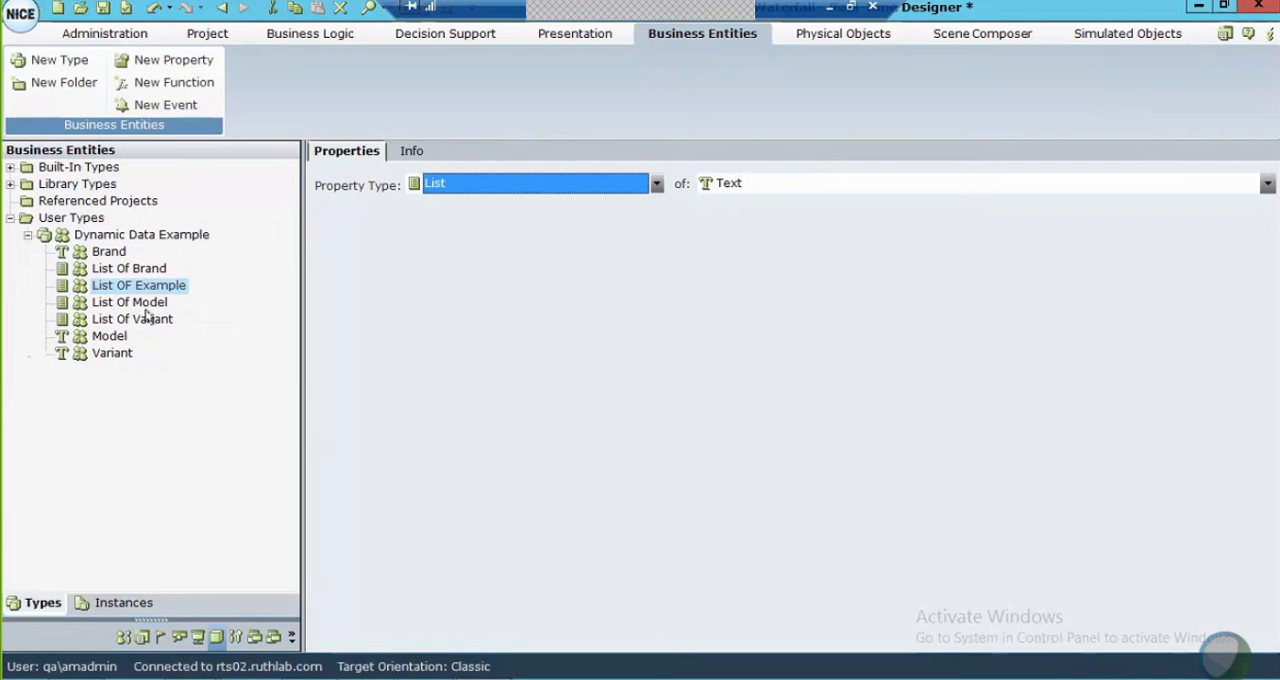 NICE
Designer *
Administration Project Business Logic Decision Support Presentation Business Entities Physical Objects Scene Composer Simulated Objects
New Type New Property
New Folder New Function
New Event
Business Entities
Business Entities
Built-In Types
Library Types
Referenced Projects
User Types
Dynamic Data Example
Brand
List Of Brand
List OF Example
List Of Model
List Of Variant
Model
Variant
Types Instances
Properties Info
Property Type: List of: Text
Activate Windows
Go to System in Control Panel to activate Windows.
User: qa\amadmin Connected to rts02.ruthlab.com Target Orientation: Classic